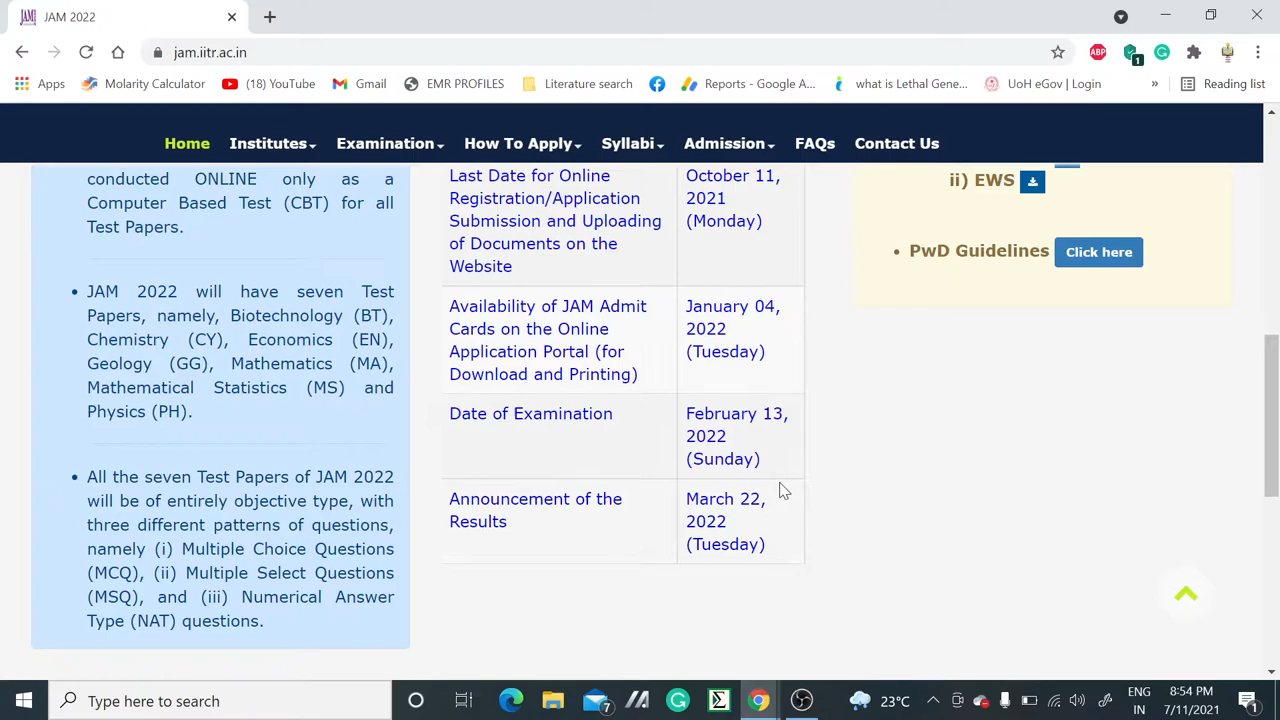 JAM 2022
jam.iitr.ac.in
ABP
1
Apps
Molarity Calculator
(18) YouTube
Gmail
EMR PROFILES
Literature search
Reports - Google A...
what is Lethal Gene...
UoH eGov | Login
»
Reading list
Home
Institutes
Examination
How To Apply
Syllabi
Admission
FAQs
Contact Us
conducted ONLINE only as a
Computer Based Test (CBT) for all
Test Papers.
• JAM 2022 will have seven Test
Papers, namely, Biotechnology (BT),
Chemistry (CY), Economics (EN),
Geology (GG), Mathematics (MA),
Mathematical Statistics (MS) and
Physics (PH).
• All the seven Test Papers of JAM 2022
will be of entirely objective type, with
three different patterns of questions,
namely (i) Multiple Choice Questions
(MCQ), (ii) Multiple Select Questions
(MSQ), and (iii) Numerical Answer
Type (NAT) questions.
Last Date for Online
Registration/Application
Submission and Uploading
of Documents on the
Website
October 11,
2021
(Monday)
Availability of JAM Admit
Cards on the Online
Application Portal (for
Download and Printing)
January 04,
2022
(Tuesday)
Date of Examination
February 13,
2022
(Sunday)
Announcement of the
Results
March 22,
2022
(Tuesday)
ii) EWS
• PwD Guidelines
Click here
Type here to search
7
23°C
ENG
IN
8:54 PM
7/11/2021
1